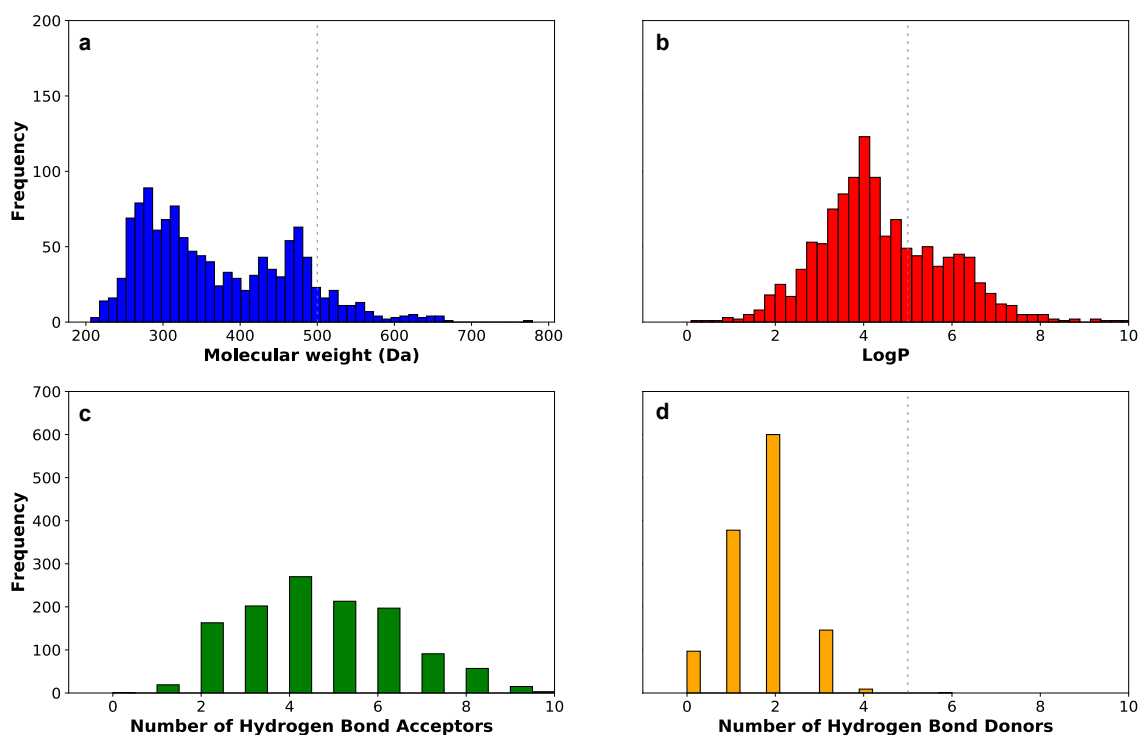 a
200
150
100
50
0
Frequency
200 300 400 500 600 700 800
Molecular weight (Da)
b
0 2 4 6 8 10
LogP
c
700
600
500
400
300
200
100
0
Frequency
0 2 4 6 8 10
Number of Hydrogen Bond Acceptors
d
0 2 4 6 8 10
Number of Hydrogen Bond Donors